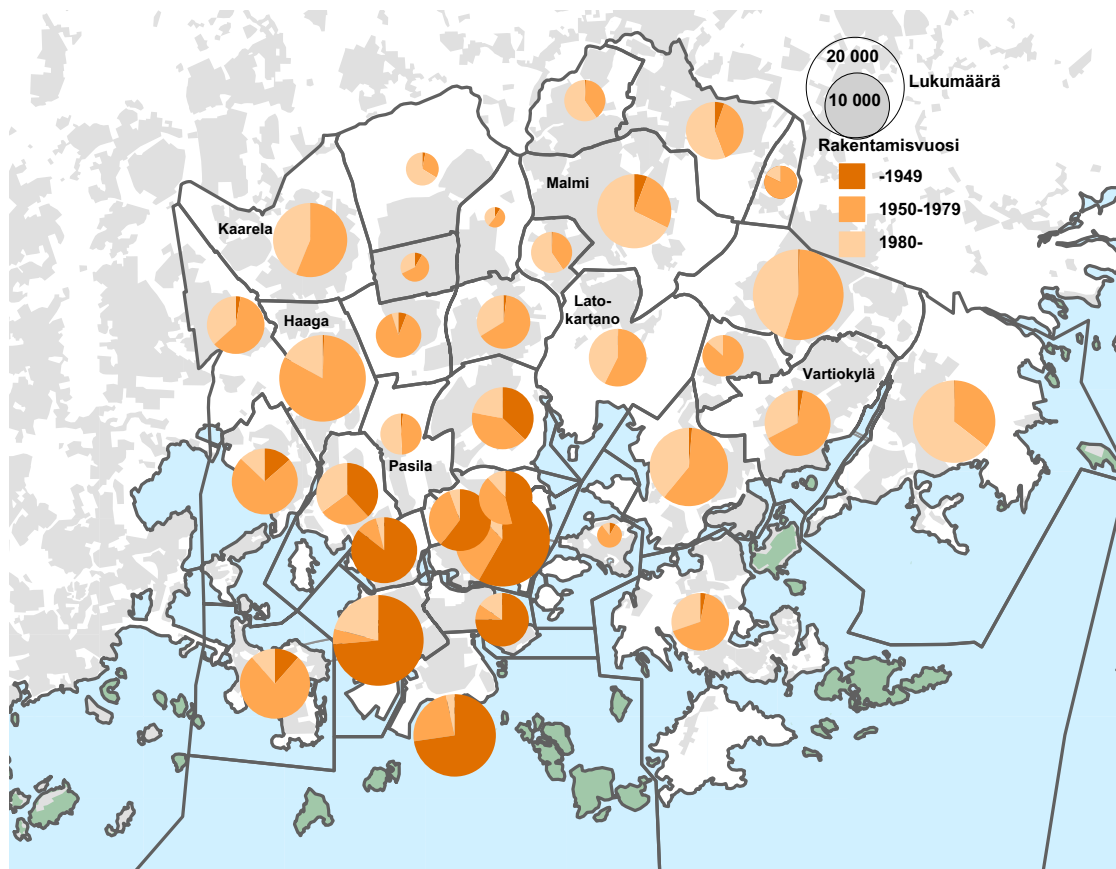 20 000
Lukumäärä
10 000
Rakentamisvuosi
-1949
1950-1979
1980-
Malmi
Kaarela
Haaga
Lato-
kartano
Vartiokylä
Pasila